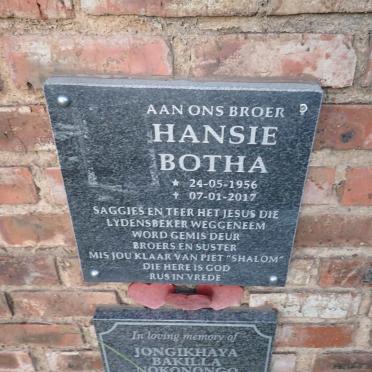 AAN ONS BROER
HANSIE
BOTHA
★ 24-05-1956
✝ 07-01-2017
SAGGIES EN TEER HET JESUS DIE
LYDENSBEKER WEGGENEEM
WORD GEMIS DEUR
BROERS EN SUSTER
MIS JOU KLAAR VAN PIET "SHALOM"
DIE HERE IS GOD
RUS IN VREDE
In loving memory of
JONGIKHAYA
BAKILLA
NOKONONGO